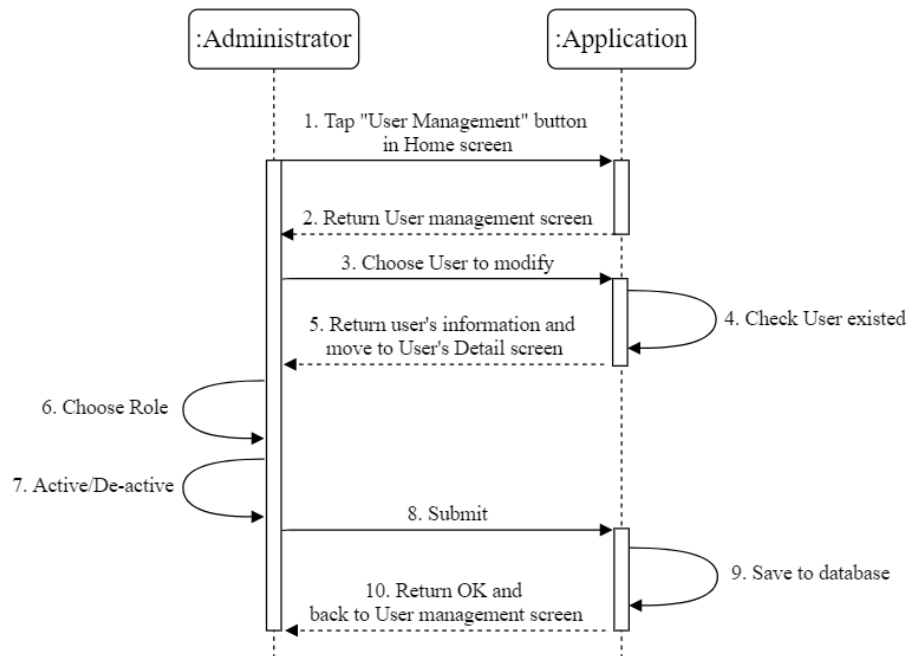 :Administrator
:Application
1. Tap "User Management" button
in Home screen
2. Return User management screen
3. Choose User to modify
4. Check User existed
5. Return user's information and
move to User's Detail screen
6. Choose Role
7. Active/De-active
8. Submit
9. Save to database
10. Return OK and
back to User management screen